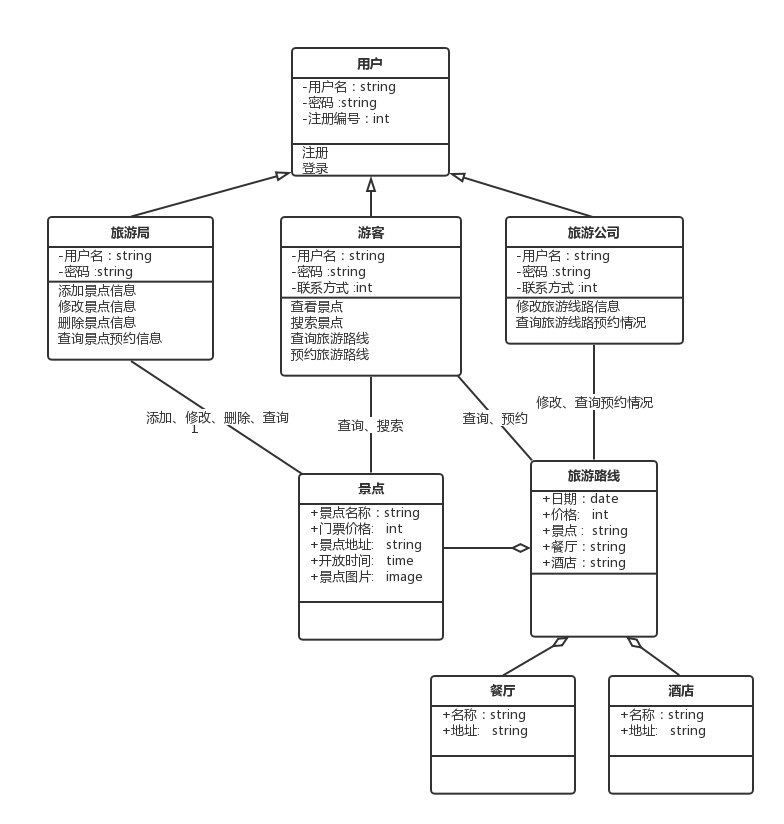 用户
-用户名：string
-密码 :string
-注册编号：int
注册
登录
旅游局
-用户名：string
-密码 :string
添加景点信息
修改景点信息
删除景点信息
查询景点预约信息
游客
-用户名：string
-密码 :string
-联系方式 :int
查看景点
搜索景点
查询旅游路线
预约旅游路线
旅游公司
-用户名：string
-密码 :string
-联系方式 :int
修改旅游线路信息
查询旅游线路预约情况
添加、修改、删除、查询
1
查询、搜索
查询、预约
修改、查询预约情况
景点
+景点名称：string
+门票价格: int
+景点地址: string
+开放时间: time
+景点图片: image
旅游路线
+日期：date
+价格: int
+景点： string
+餐厅：string
+酒店：string
餐厅
+名称：string
+地址: string
酒店
+名称：string
+地址: string